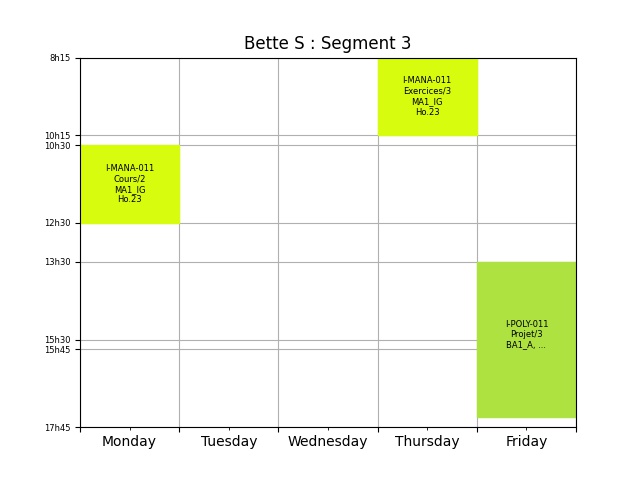 Bette S : Segment 3
8h15
I-MANA-011
Exercices/3
MA1_IG
Ho.23
10h15
10h30
I-MANA-011
Cours/2
MA1_IG
Ho.23
12h30
13h30
I-POLY-011
Projet/3
BA1_A, ...
15h30
15h45
17h45
Monday Tuesday Wednesday Thursday Friday